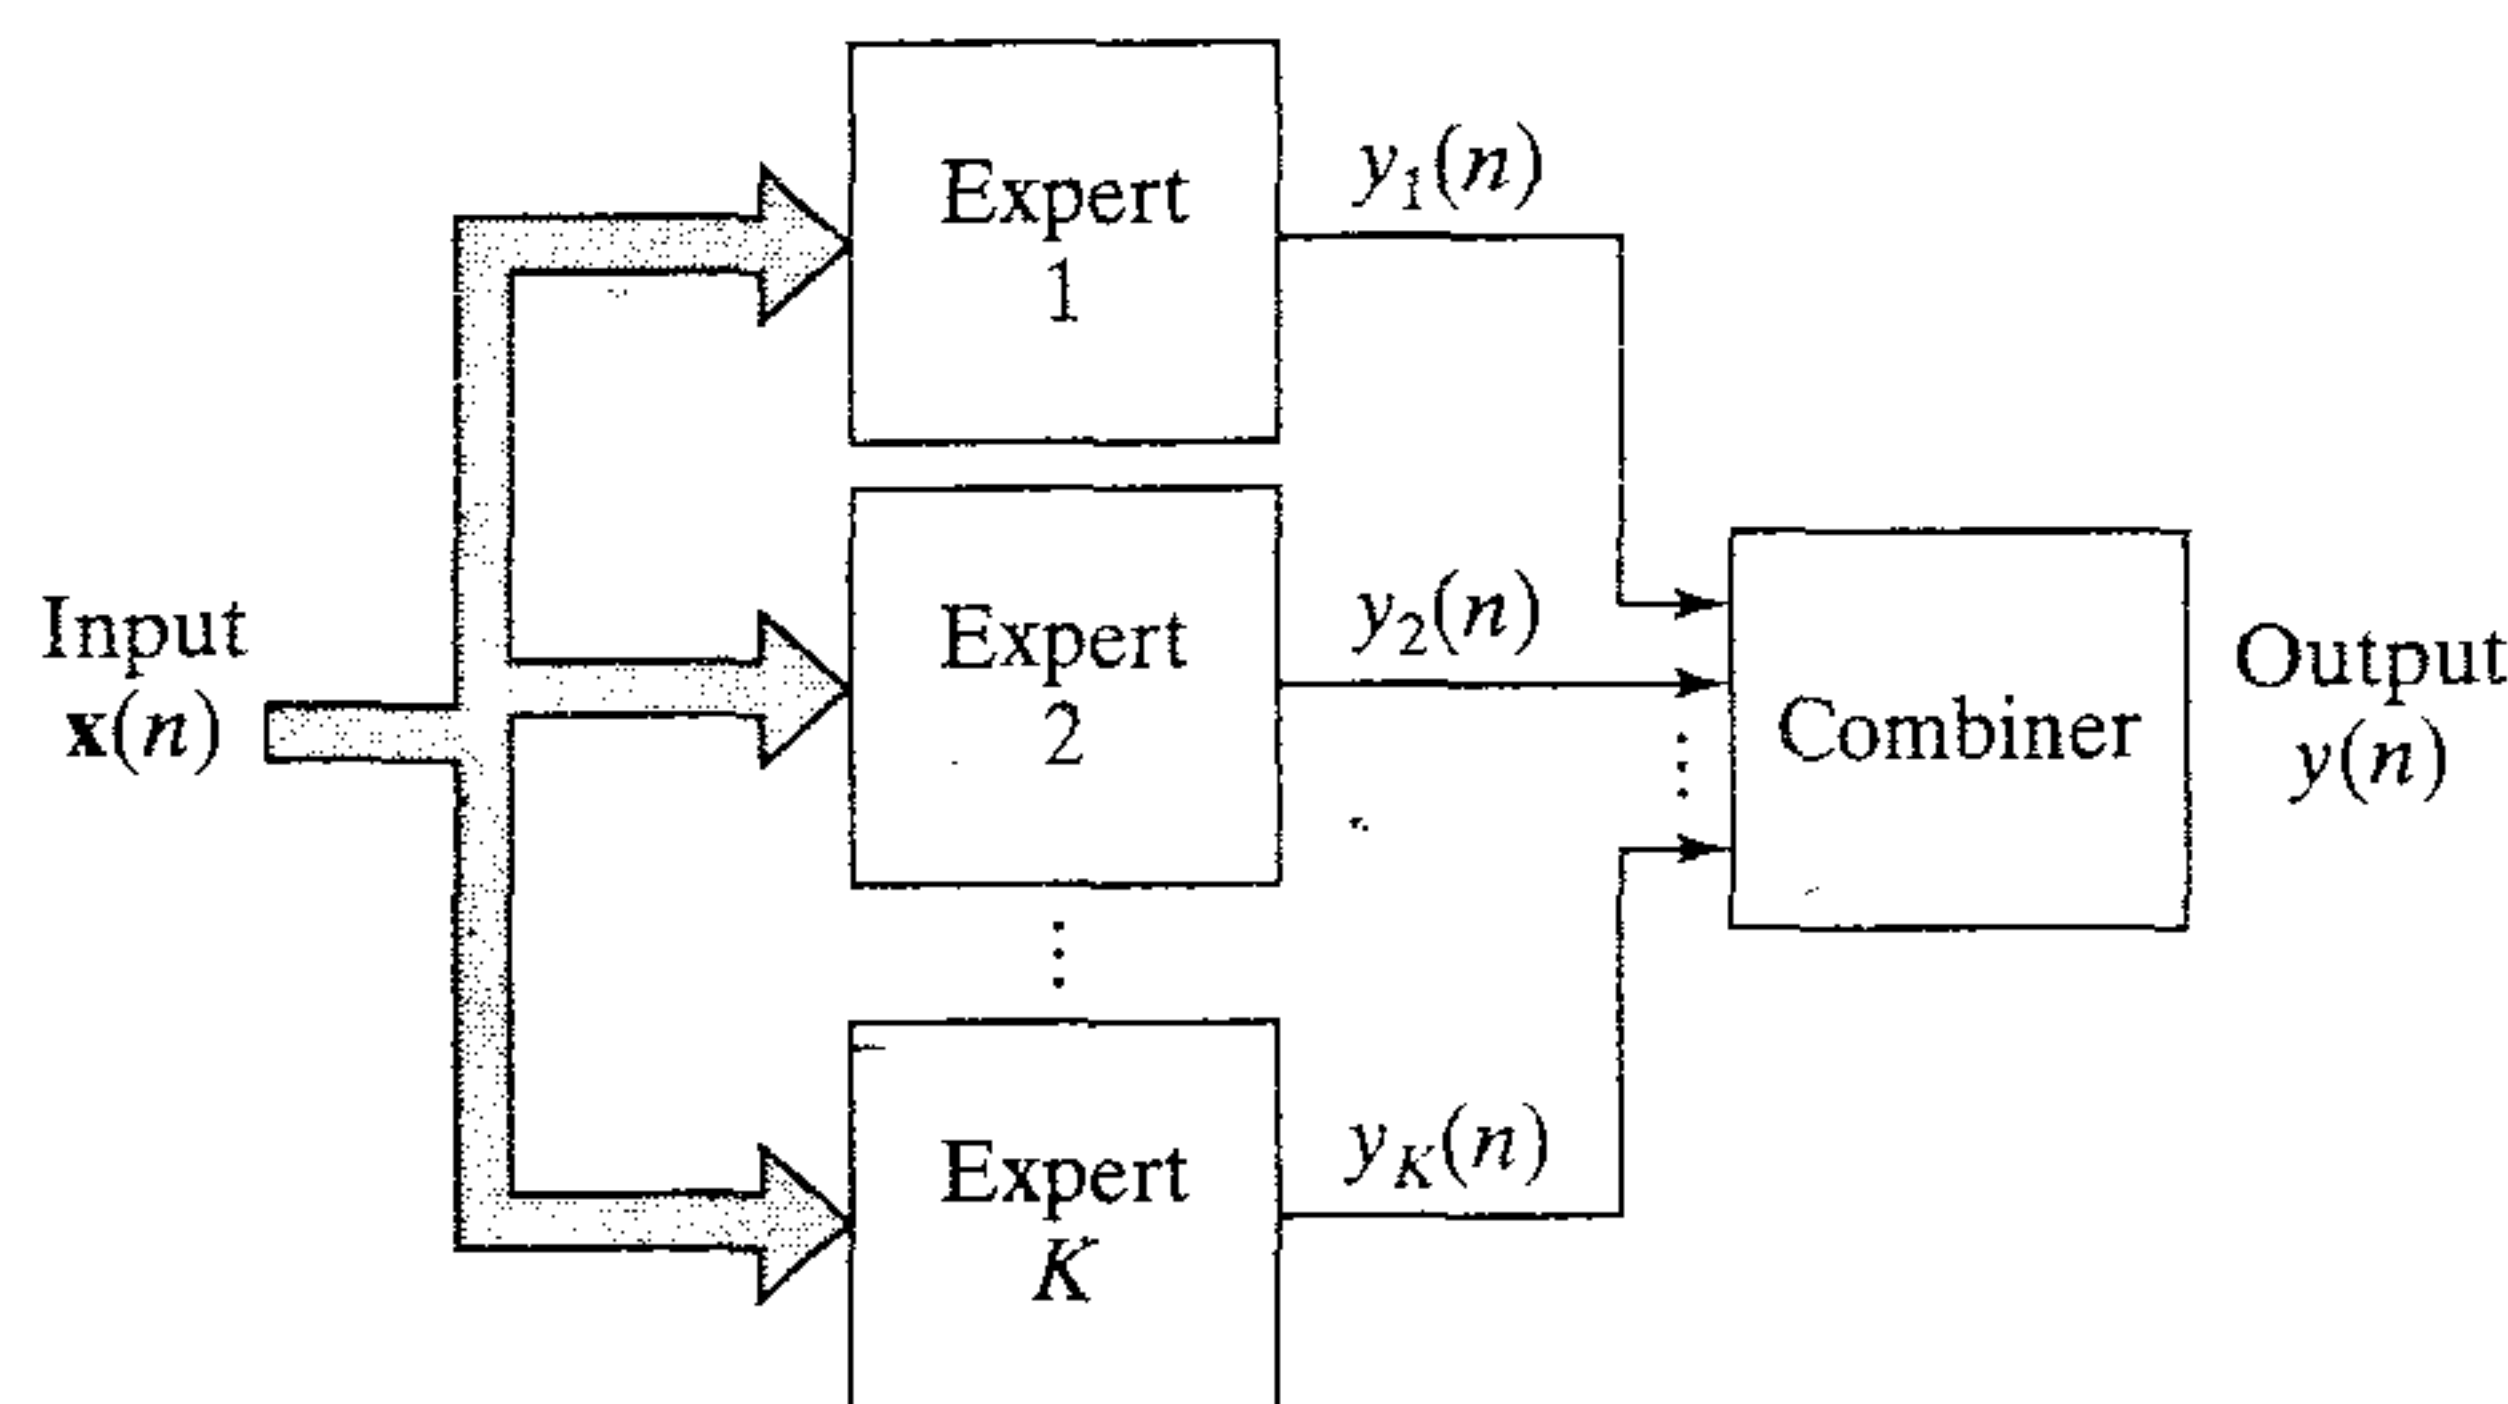 Expert
1
y₁(n)
Input
x(n)
Expert
2
y₂(n)
Combiner
Output
y(n)
Expert
K
y_K(n)